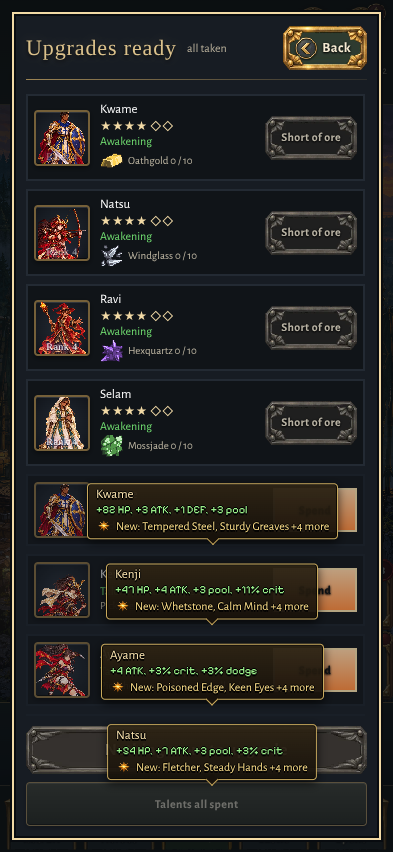 Upgrades ready all taken
Back
Kwame
Awakening
Oathgold 0 / 10
Short of ore
Natsu
Awakening
Windglass 0 / 10
Short of ore
Ravi
Rank 4
Awakening
Hexquartz 0 / 10
Short of ore
Selam
Awakening
Mossjade 0 / 10
Short of ore
Kwame
+88 HP, +3 ATK, +1 DEF, +3 pool
New: Tempered Steel, Sturdy Greaves +4 more
Kenji
+47 HP, +4 ATK, +3 pool, +11% crit
New: Whetstone, Calm Mind +4 more
Ayame
+4 ATK, +3% crit, +3% dodge
New: Poisoned Edge, Keen Eyes +4 more
Natsu
+54 HP, +7 ATK, +3 pool, +3% crit
New: Fletcher, Steady Hands +4 more
Talents all spent